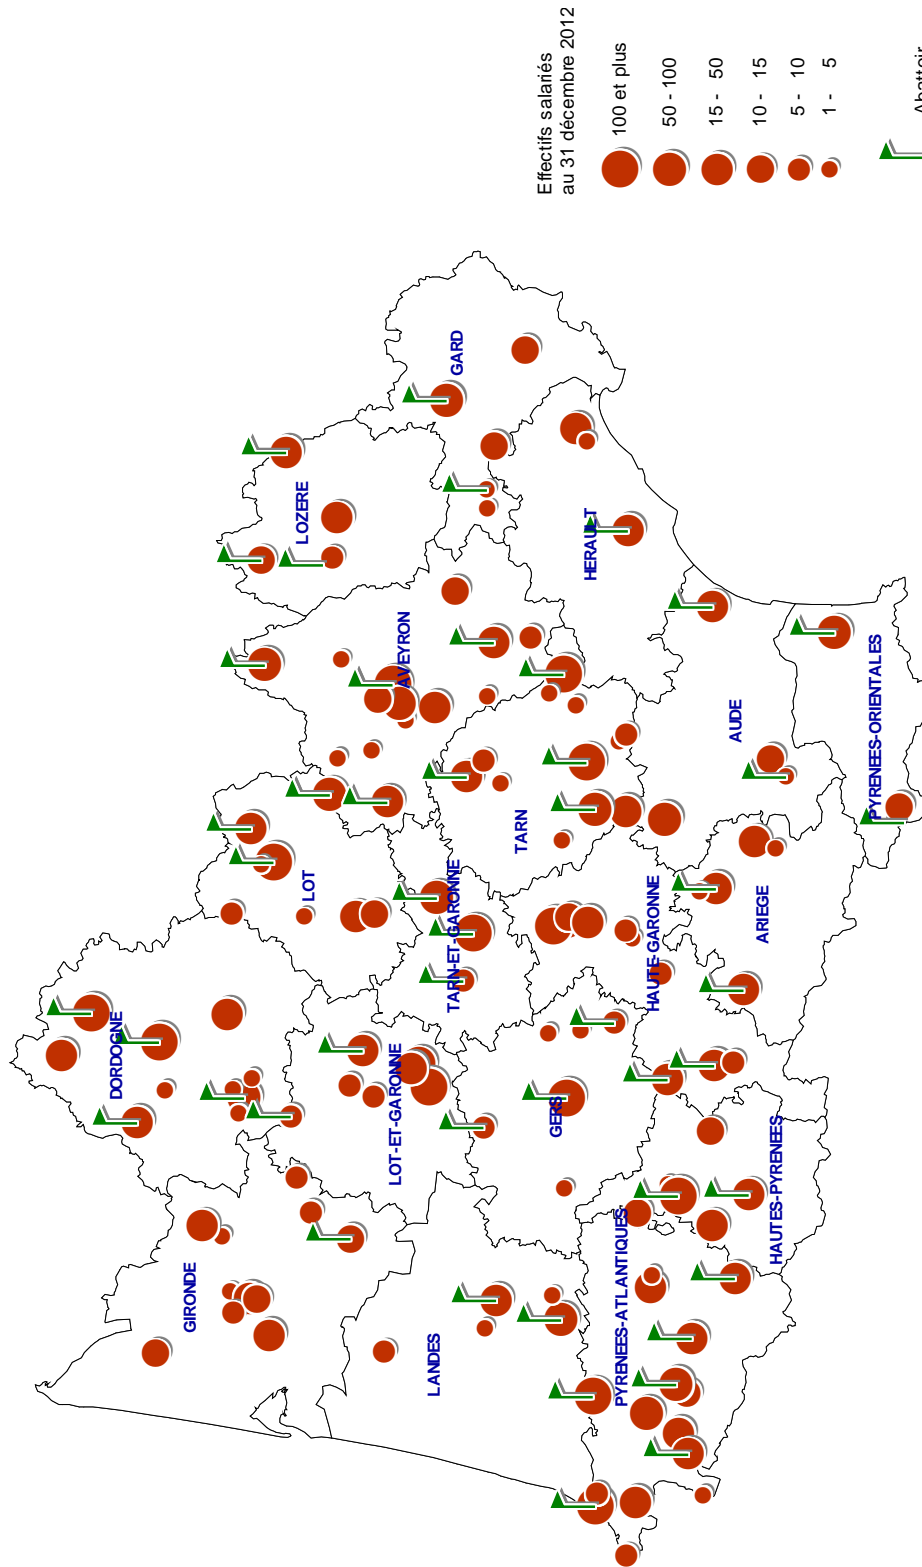 Effectifs salariés
au 31 décembre 2012
100 et plus
50 - 100
15 - 50
10 - 15
5 - 10
1 - 5
Abattoir
DORDOGNE
GIRONDE
LOT
LOZERE
GARD
AVEYRON
LOT-ET-GARONNE
TARN-ET-GARONNE
LANDES
TARN
HERAULT
GERS
HAUTE-GARONNE
PYRENEES-ATLANTIQUES
HAUTES-PYRENEES
ARIEGE
AUDE
PYRENEES-ORIENTALES